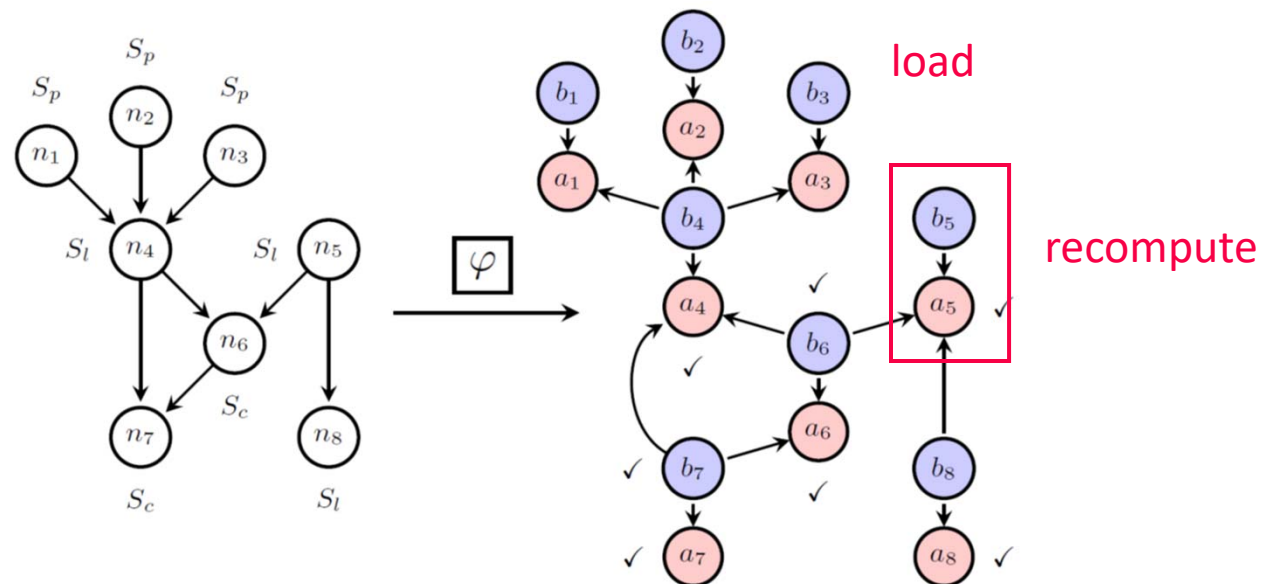 S_p
S_p
S_p
n_1
n_2
n_3
S_l
n_4
S_l
n_5
n_6
S_c
n_7
n_8
S_c
S_l
φ
b_1
b_2
b_3
load
a_1
a_2
a_3
b_4
b_5
recompute
a_4
✓
✓
b_6
a_5
✓
a_6
✓
✓
b_7
b_8
✓
a_7
a_8
✓